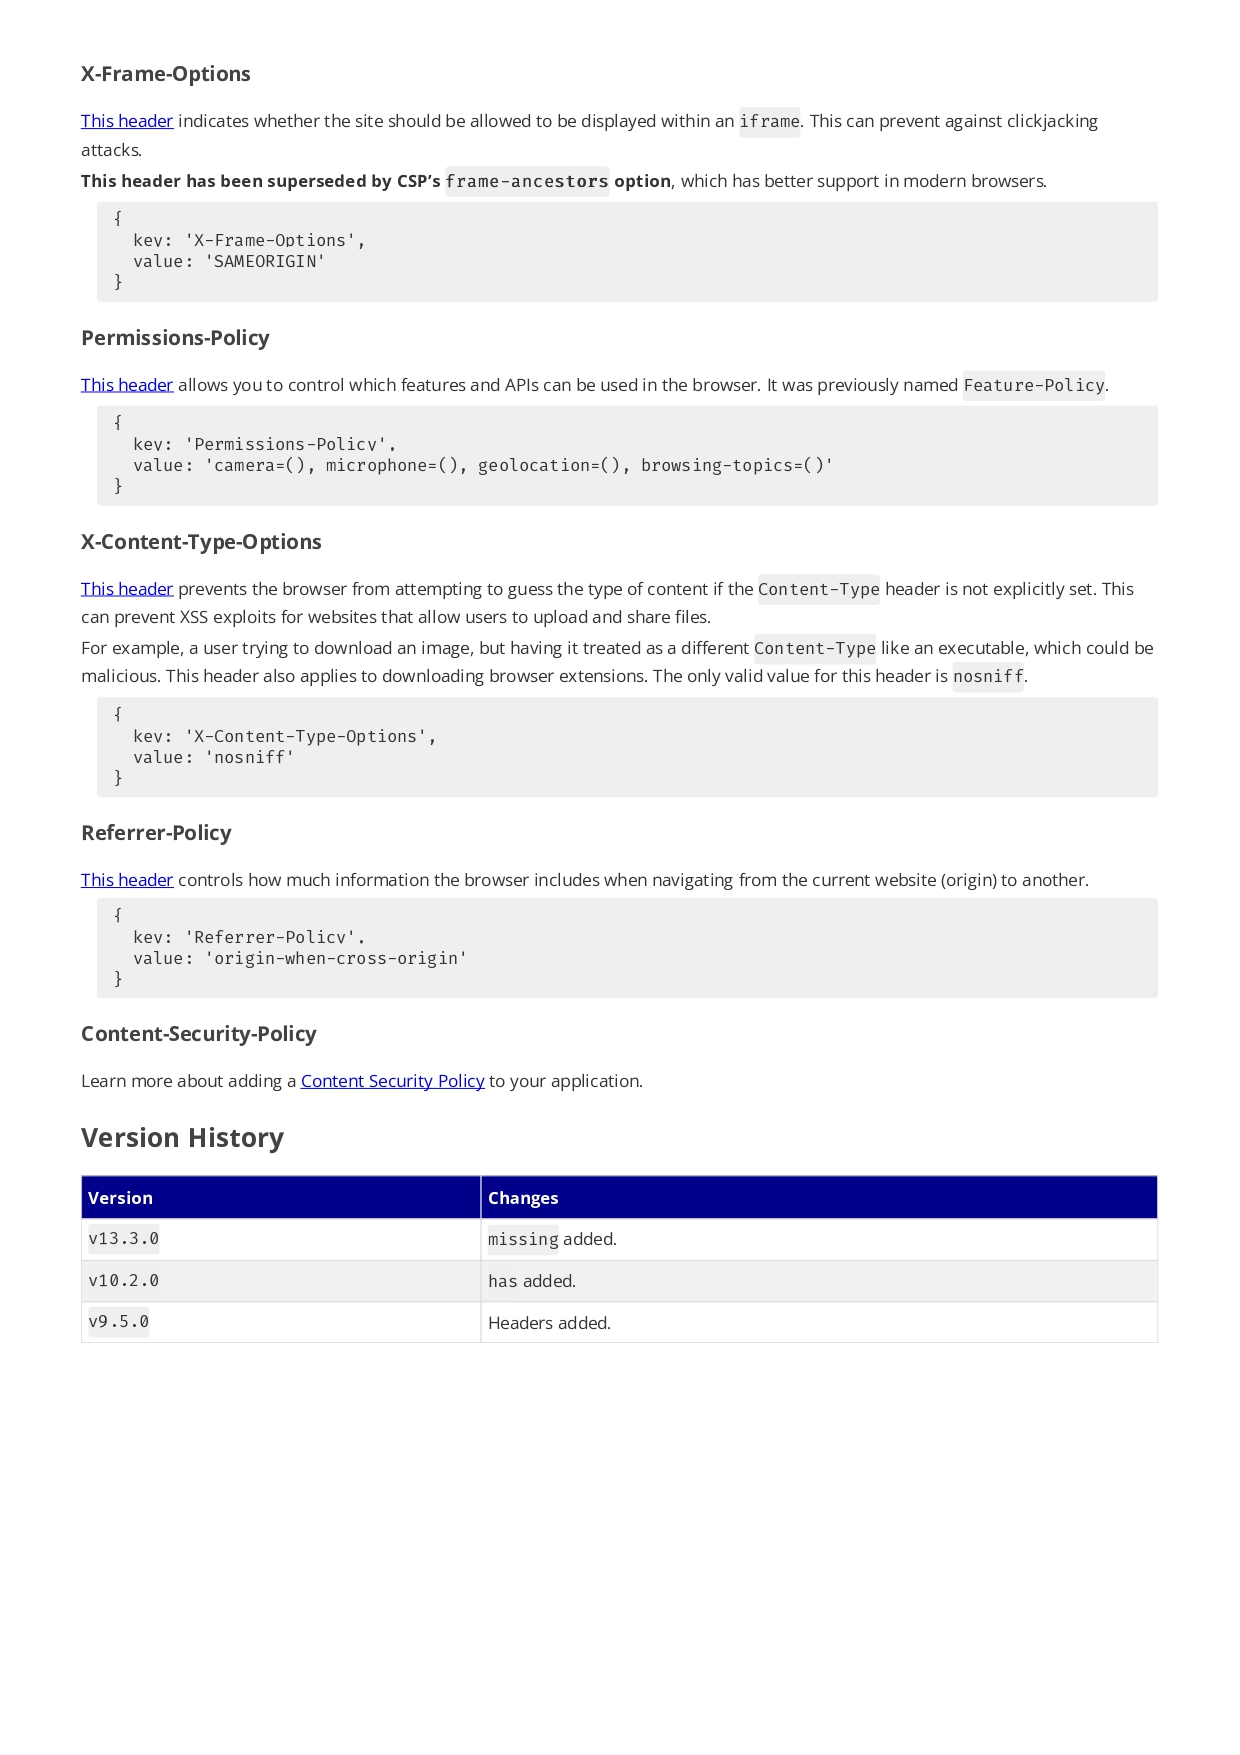 X-Frame-Options
This header indicates whether the site should be allowed to be displayed within an iframe. This can prevent against clickjacking
attacks.
This header has been superseded by CSP’s frame-ancestors option, which has better support in modern browsers.
{
  key: 'X-Frame-Options',
  value: 'SAMEORIGIN'
}
Permissions-Policy
This header allows you to control which features and APIs can be used in the browser. It was previously named Feature-Policy.
{
  key: 'Permissions-Policy',
  value: 'camera=(), microphone=(), geolocation=(), browsing-topics=()'
}
X-Content-Type-Options
This header prevents the browser from attempting to guess the type of content if the Content-Type header is not explicitly set. This
can prevent XSS exploits for websites that allow users to upload and share files.
For example, a user trying to download an image, but having it treated as a different Content-Type like an executable, which could be
malicious. This header also applies to downloading browser extensions. The only valid value for this header is nosniff.
{
  key: 'X-Content-Type-Options',
  value: 'nosniff'
}
Referrer-Policy
This header controls how much information the browser includes when navigating from the current website (origin) to another.
{
  key: 'Referrer-Policy',
  value: 'origin-when-cross-origin'
}
Content-Security-Policy
Learn more about adding a Content Security Policy to your application.
Version History
Version Changes
v13.3.0 missing added.
v10.2.0 has added.
v9.5.0 Headers added.